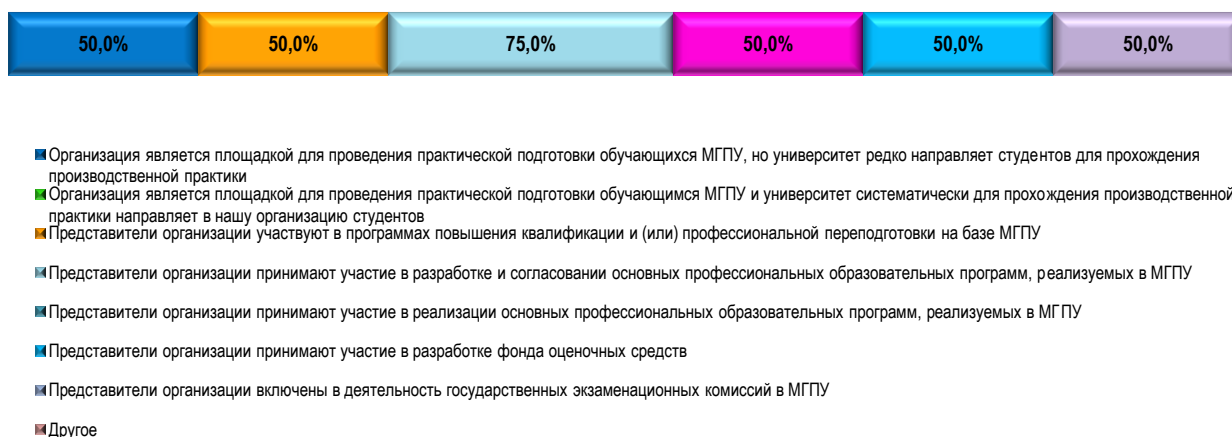 50,0% 50,0% 75,0% 50,0% 50,0% 50,0%
Организация является площадкой для проведения практической подготовки обучающихся МГПУ, но университет редко направляет студентов для прохождения
производственной практики
Организация является площадкой для проведения практической подготовки обучающимся МГПУ и университет систематически для прохождения производственной
практики направляет в нашу организацию студентов
Представители организации участвуют в программах повышения квалификации и (или) профессиональной переподготовки на базе МГПУ
Представители организации принимают участие в разработке и согласовании основных профессиональных образовательных программ, реализуемых в МГПУ
Представители организации принимают участие в реализации основных профессиональных образовательных программ, реализуемых в МГПУ
Представители организации принимают участие в разработке фонда оценочных средств
Представители организации включены в деятельность государственных экзаменационных комиссий в МГПУ
Другое